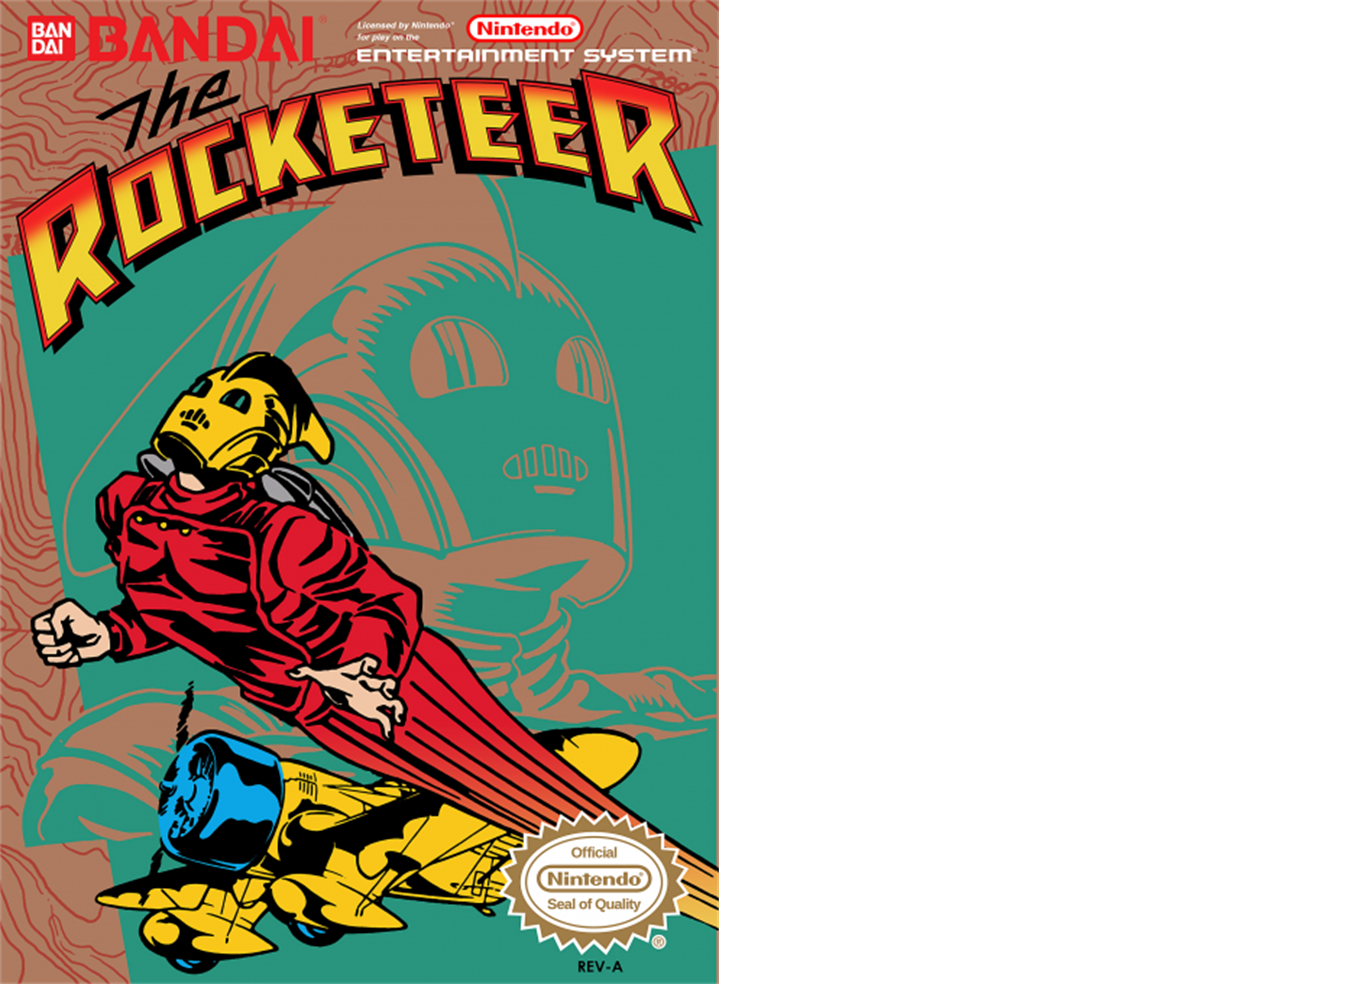 BAN
DAI
BANDAI
Licensed by Nintendo®
for play on the
Nintendo®
ENTERTAINMENT SYSTEM®
The
ROCKETEER
Official
Nintendo®
Seal of Quality
®
REV-A